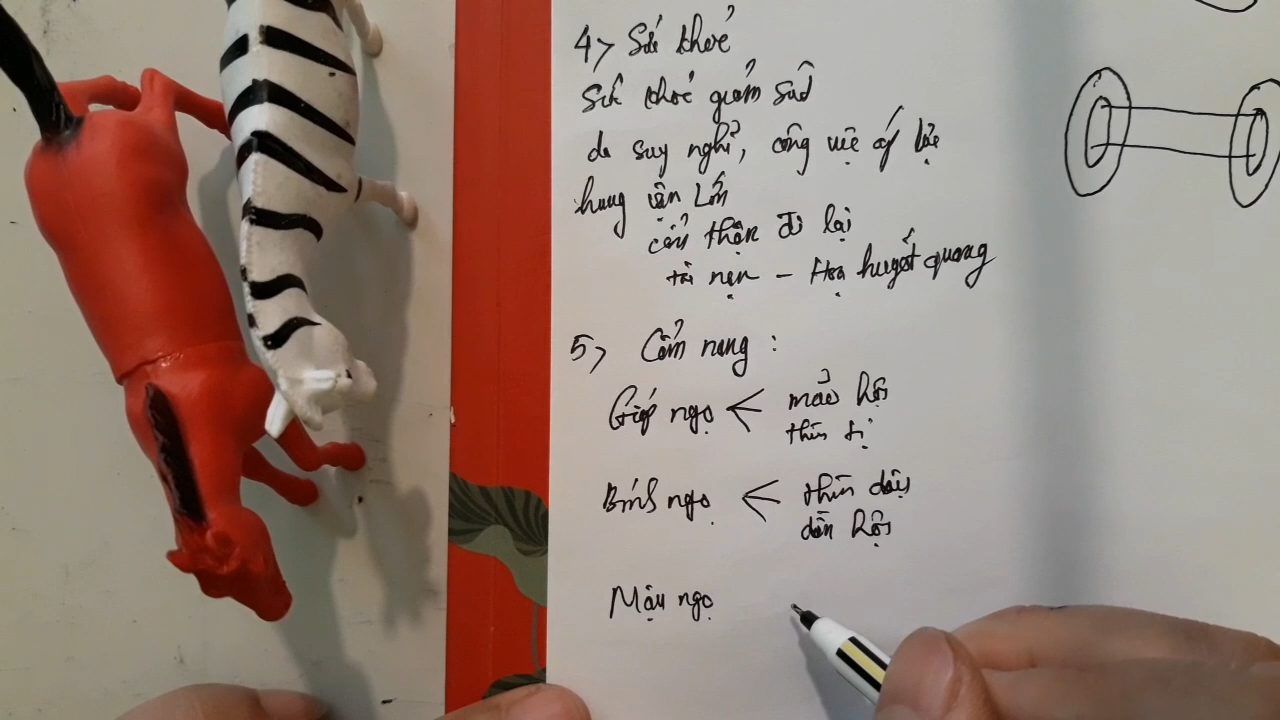 4> Sức khoẻ
Sức khoẻ giảm sút
do suy nghĩ, công việc áp lực
hung vận Lớn
cẩn thận đi lại
tai nạn – Hoạ huyết quang
5> Cẩm nang :
Giáp ngọ < mão hợi
thìn tị
Bính ngọ < thìn dậu
dần hợi
Mậu ngọ